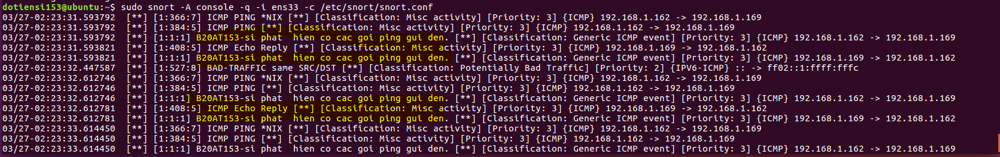 dotiensi153@ubuntu:~$ sudo snort -A console -q -i ens33 -c /etc/snort/snort.conf
03/27-02:23:31.593792  [**] [1:366:7] ICMP PING *NIX [**] [Classification: Misc activity] [Priority: 3] {ICMP} 192.168.1.162 -> 192.168.1.169
03/27-02:23:31.593792  [**] [1:384:5] ICMP PING [**] [Classification: Misc activity] [Priority: 3] {ICMP} 192.168.1.162 -> 192.168.1.169
03/27-02:23:31.593792  [**] [1:1:1] B20AT153-si phat  hien co cac goi ping gui den. [**] [Classification: Generic ICMP event] [Priority: 3] {ICMP} 192.168.1.162 -> 192.168.1.169
03/27-02:23:31.593821  [**] [1:408:5] ICMP Echo Reply [**] [Classification: Misc activity] [Priority: 3] {ICMP} 192.168.1.169 -> 192.168.1.162
03/27-02:23:31.593821  [**] [1:1:1] B20AT153-si phat  hien co cac goi ping gui den. [**] [Classification: Generic ICMP event] [Priority: 3] {ICMP} 192.168.1.169 -> 192.168.1.162
03/27-02:23:32.447587  [**] [1:527:8] BAD-TRAFFIC same SRC/DST [**] [Classification: Potentially Bad Traffic] [Priority: 2] {IPV6-ICMP} :: -> ff02::1:ffff:fffc
03/27-02:23:32.612746  [**] [1:366:7] ICMP PING *NIX [**] [Classification: Misc activity] [Priority: 3] {ICMP} 192.168.1.162 -> 192.168.1.169
03/27-02:23:32.612746  [**] [1:384:5] ICMP PING [**] [Classification: Misc activity] [Priority: 3] {ICMP} 192.168.1.162 -> 192.168.1.169
03/27-02:23:32.612746  [**] [1:1:1] B20AT153-si phat  hien co cac goi ping gui den. [**] [Classification: Generic ICMP event] [Priority: 3] {ICMP} 192.168.1.162 -> 192.168.1.169
03/27-02:23:32.612781  [**] [1:408:5] ICMP Echo Reply [**] [Classification: Misc activity] [Priority: 3] {ICMP} 192.168.1.169 -> 192.168.1.162
03/27-02:23:32.612781  [**] [1:1:1] B20AT153-si phat  hien co cac goi ping gui den. [**] [Classification: Generic ICMP event] [Priority: 3] {ICMP} 192.168.1.169 -> 192.168.1.162
03/27-02:23:33.614450  [**] [1:366:7] ICMP PING *NIX [**] [Classification: Misc activity] [Priority: 3] {ICMP} 192.168.1.162 -> 192.168.1.169
03/27-02:23:33.614450  [**] [1:384:5] ICMP PING [**] [Classification: Misc activity] [Priority: 3] {ICMP} 192.168.1.162 -> 192.168.1.169
03/27-02:23:33.614450  [**] [1:1:1] B20AT153-si phat  hien co cac goi ping gui den. [**] [Classification: Generic ICMP event] [Priority: 3] {ICMP} 192.168.1.162 -> 192.168.1.169